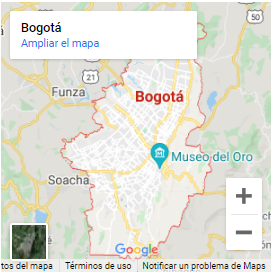 Bogotá
Ampliar el mapa
21
Funza
50
Bogotá
Museo del Oro
Soacha
Google
tos del mapa
Términos de uso
Notificar un problema de Maps